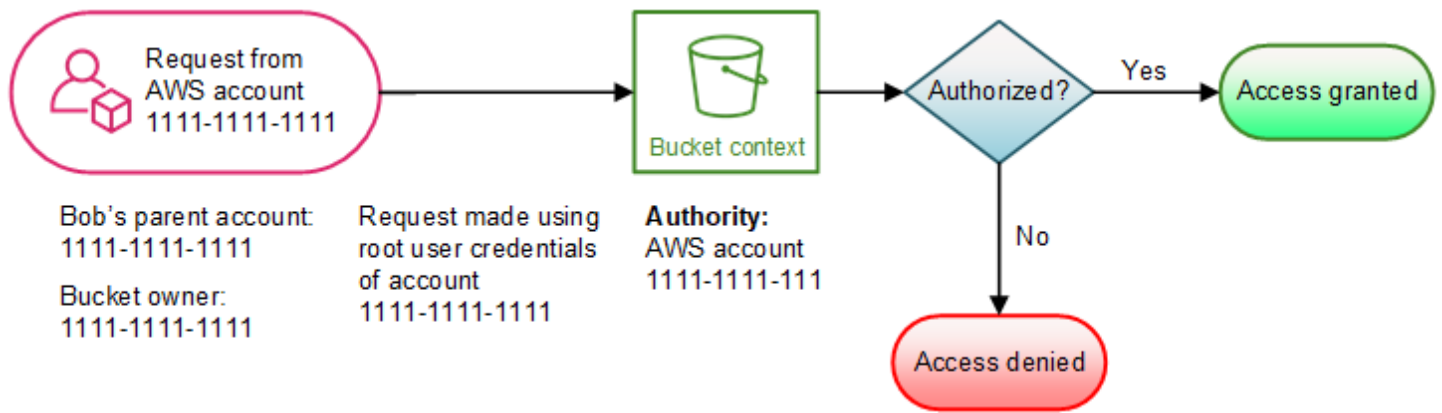 Request from
AWS account
1111-1111-1111
Bucket context
Authorized?
Yes
Access granted
No
Access denied
Bob's parent account:
1111-1111-1111
Bucket owner:
1111-1111-1111
Request made using
root user credentials
of account
1111-1111-1111
Authority:
AWS account
1111-1111-111